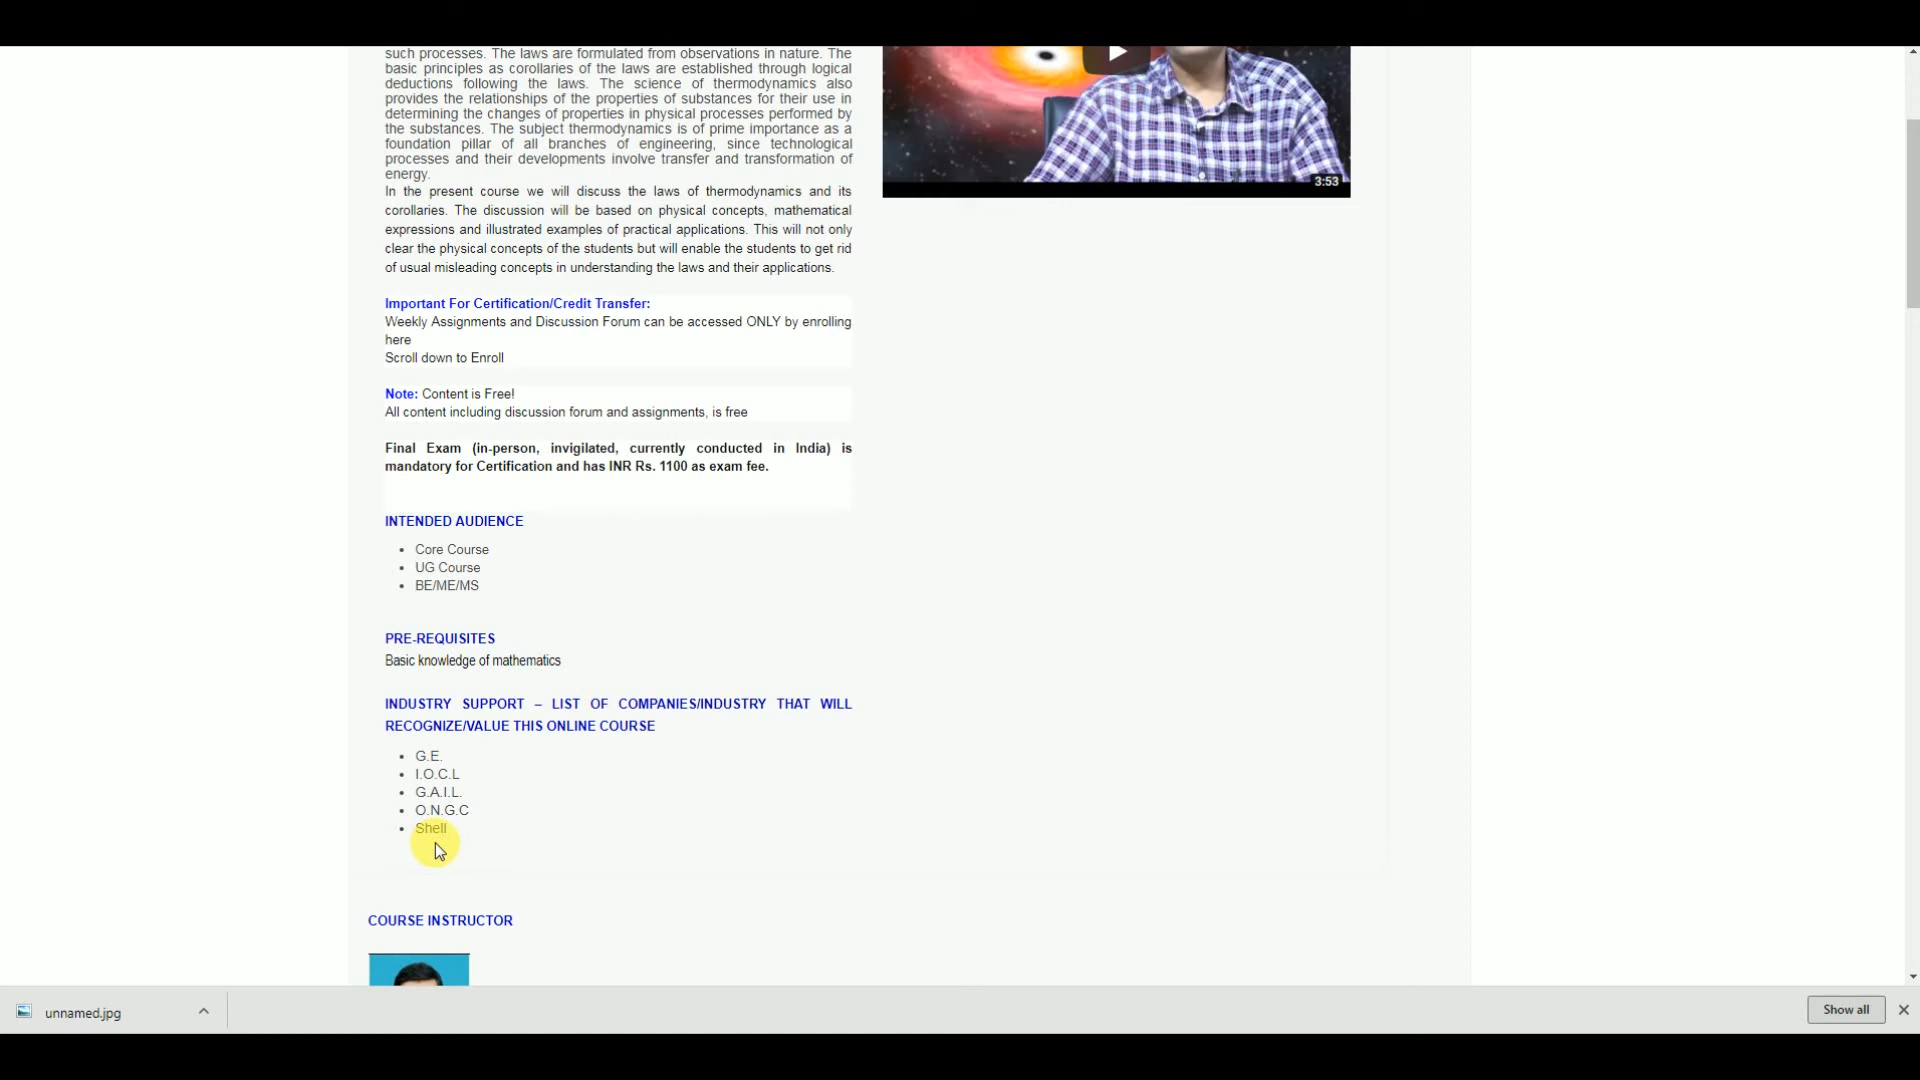 such processes. The laws are formulated from observations in nature. The
basic principles as corollaries of the laws are established through logical
deductions following the laws. The science of thermodynamics also
provides the relationships of the properties of substances for their use in
determining the changes of properties in physical processes performed by
the substances. The subject thermodynamics is of prime importance as a
foundation pillar of all branches of engineering, since technological
processes and their developments involve transfer and transformation of
energy.
In the present course we will discuss the laws of thermodynamics and its
corollaries. The discussion will be based on physical concepts, mathematical
expressions and illustrated examples of practical applications. This will not only
clear the physical concepts of the students but will enable the students to get rid
of usual misleading concepts in understanding the laws and their applications.
3:53
Important For Certification/Credit Transfer:
Weekly Assignments and Discussion Forum can be accessed ONLY by enrolling
here
Scroll down to Enroll
Note: Content is Free!
All content including discussion forum and assignments, is free
Final Exam (in-person, invigilated, currently conducted in India) is
mandatory for Certification and has INR Rs. 1100 as exam fee.
INTENDED AUDIENCE
• Core Course
• UG Course
• BE/ME/MS
PRE-REQUISITES
Basic knowledge of mathematics
INDUSTRY SUPPORT – LIST OF COMPANIES/INDUSTRY THAT WILL
RECOGNIZE/VALUE THIS ONLINE COURSE
• G.E.
• I.O.C.L
• G.A.I.L.
• O.N.G.C
• Shell
COURSE INSTRUCTOR
unnamed.jpg
Show all